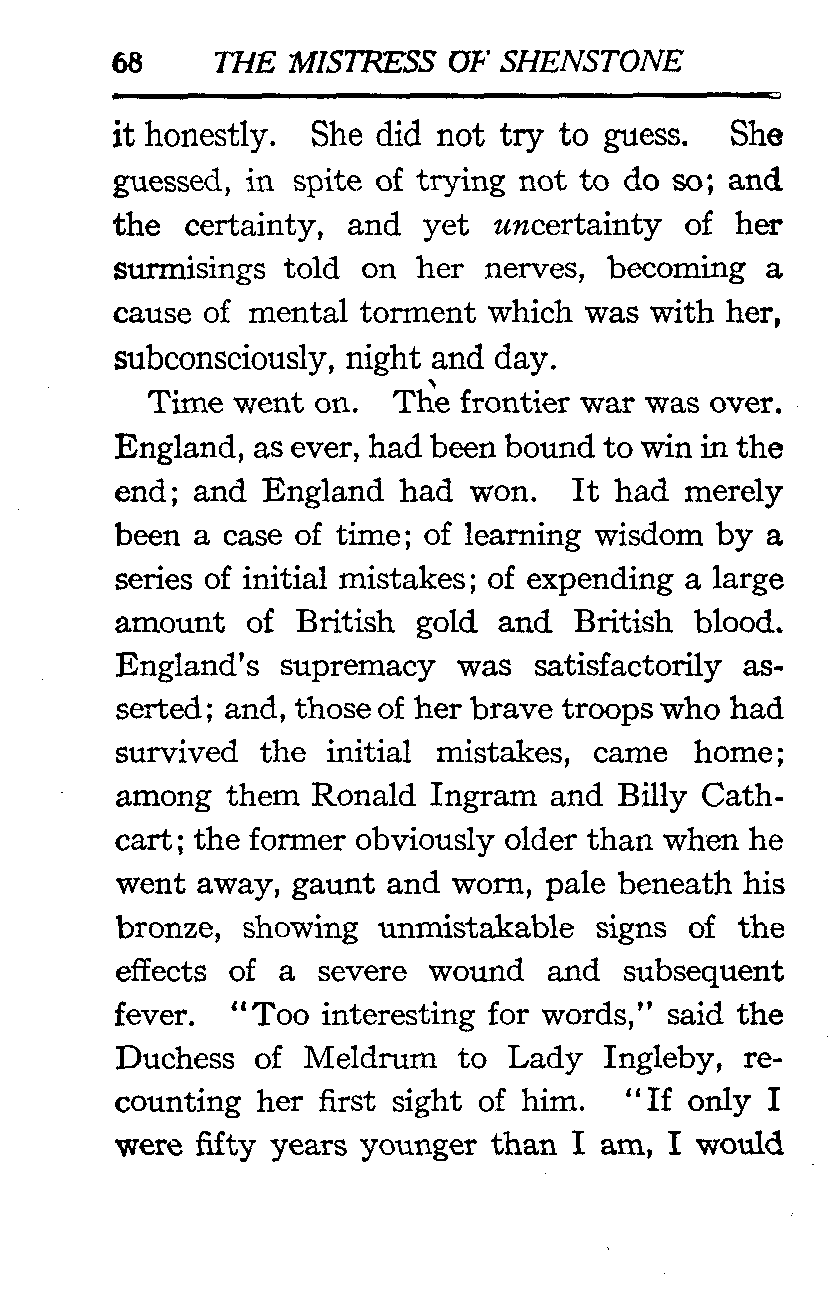 68 THE MISTRESS OF SHENSTONE
it honestly. She did not try to guess. She
guessed, in spite of trying not to do so; and
the certainty, and yet uncertainty of her
surmisings told on her nerves, becoming a
cause of mental torment which was with her,
subconsciously, night and day.
Time went on. The frontier war was over.
England, as ever, had been bound to win in the
end; and England had won. It had merely
been a case of time; of learning wisdom by a
series of initial mistakes; of expending a large
amount of British gold and British blood.
England's supremacy was satisfactorily as-
serted; and, those of her brave troops who had
survived the initial mistakes, came home;
among them Ronald Ingram and Billy Cath-
cart; the former obviously older than when he
went away, gaunt and worn, pale beneath his
bronze, showing unmistakable signs of the
effects of a severe wound and subsequent
fever. "Too interesting for words," said the
Duchess of Meldrum to Lady Ingleby, re-
counting her first sight of him. "If only I
were fifty years younger than I am, I would